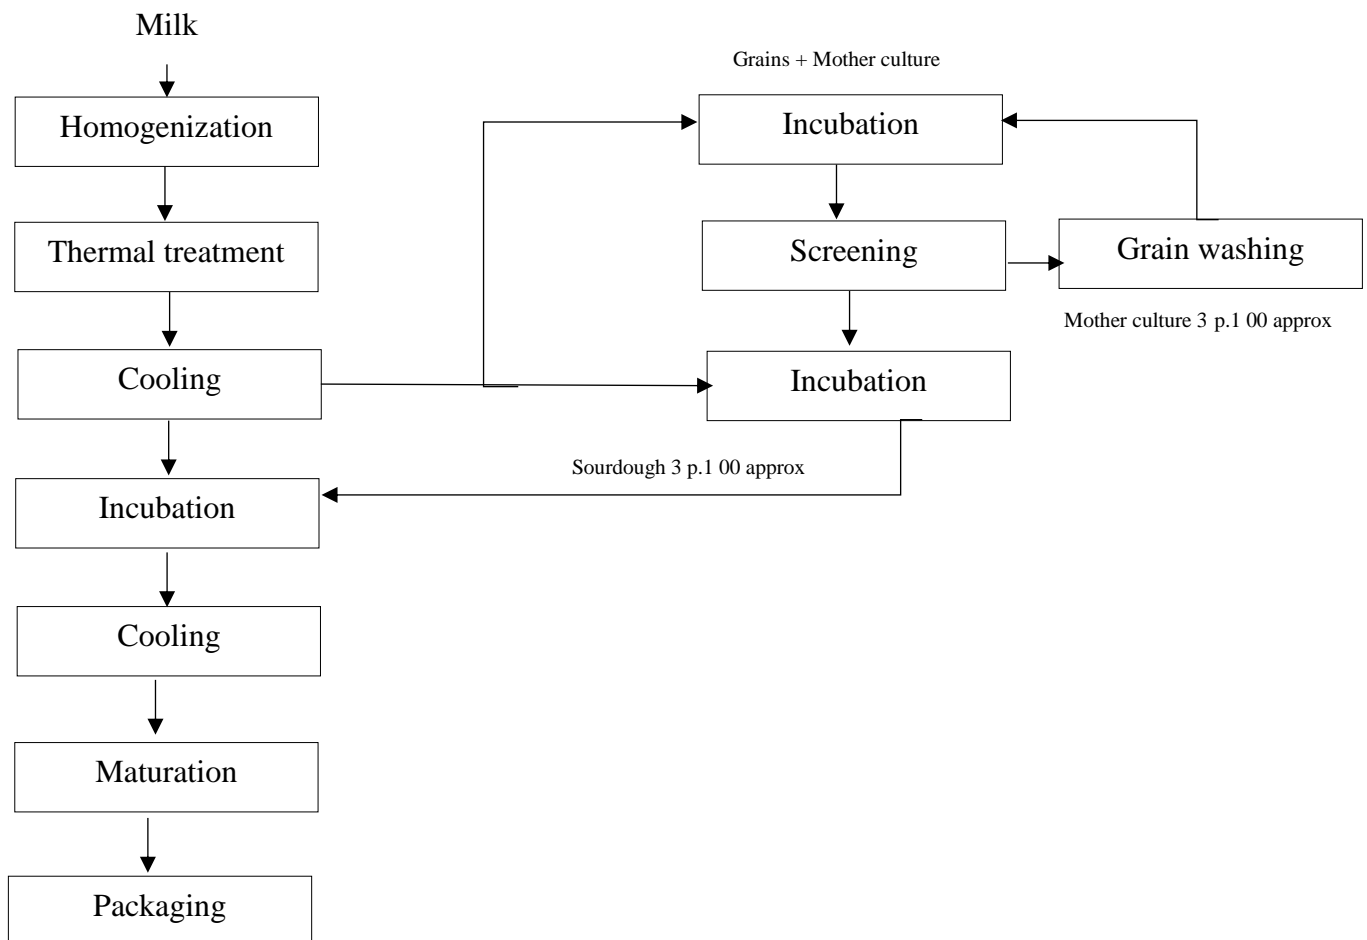 Milk
Homogenization
Thermal treatment
Cooling
Incubation
Cooling
Maturation
Packaging
Grains + Mother culture
Incubation
Screening
Grain washing
Mother culture 3 p.1 00 approx
Incubation
Sourdough 3 p.1 00 approx